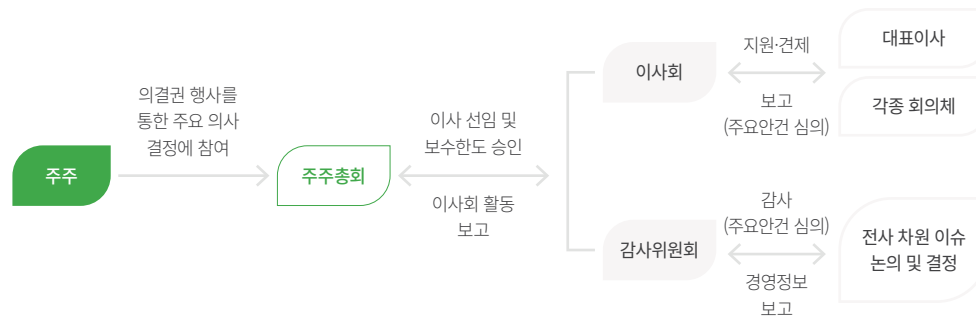 주주
의결권 행사를
통한 주요 의사
결정에 참여
주주총회
이사 선임 및
보수한도 승인
이사회 활동
보고
이사회
지원·견제
보고
(주요안건 심의)
대표이사
각종 회의체
감사위원회
감사
(주요안건 심의)
경영정보
보고
전사 차원 이슈
논의 및 결정